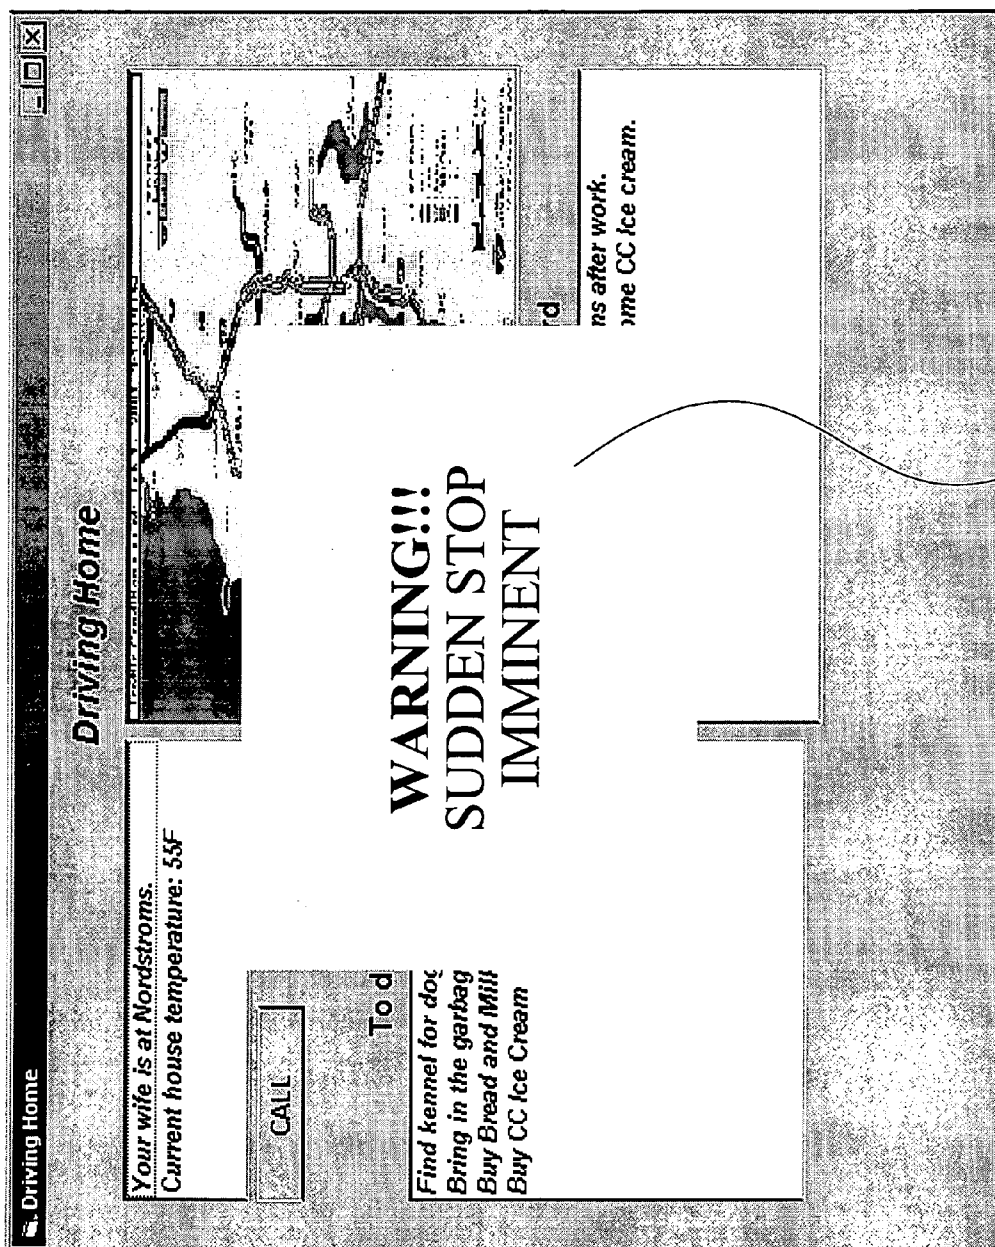 Driving Home
Driving Home
Your wife is at Nordstroms.
Current house temperature: 55F
CALL
To d
Find kennel for dog
Bring in the garbag
Buy Bread and Milk
Buy CC Ice Cream
WARNING!!!
SUDDEN STOP
IMMINENT
rd
ns after work.
ome CC Ice cream.